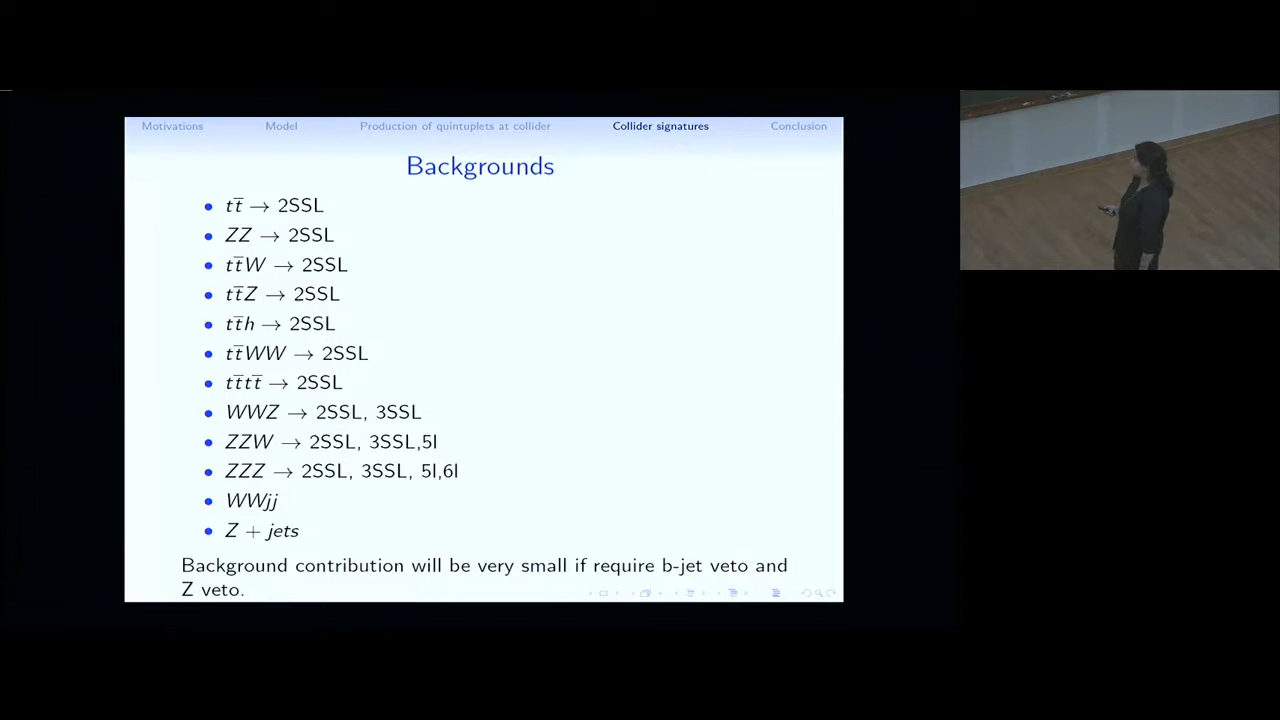 Motivations Model Production of quintuplets at collider Collider signatures Conclusion
Backgrounds
• tt̅ → 2SSL
• ZZ → 2SSL
• tt̅W → 2SSL
• tt̅Z → 2SSL
• tt̅h → 2SSL
• tt̅WW → 2SSL
• tt̅tt̅ → 2SSL
• WWZ → 2SSL, 3SSL
• ZZW → 2SSL, 3SSL,5l
• ZZZ → 2SSL, 3SSL, 5l,6l
• WWjj
• Z + jets
Background contribution will be very small if require b-jet veto and
Z veto.